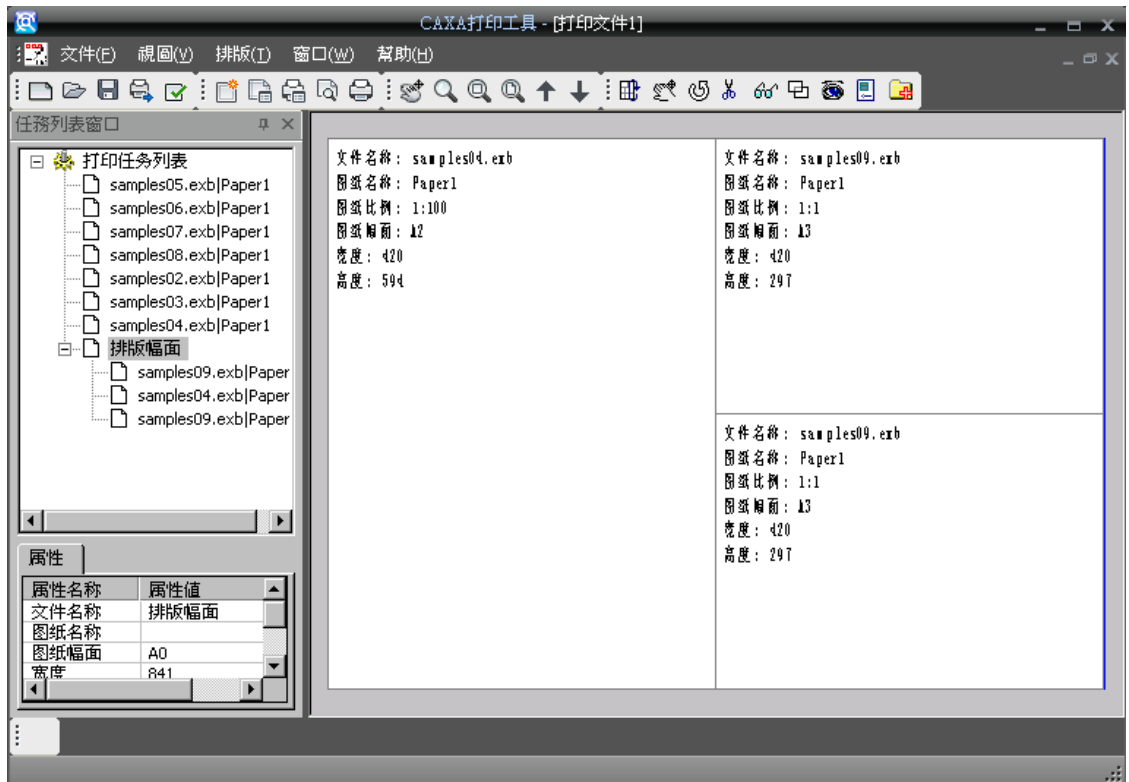 CAXA打印工具 - [打印文件1]
文件(F) 視圖(V) 排版(T) 窗口(W) 幫助(H)
任務列表窗口
打印任务列表
samples05.exb|Paper1
samples06.exb|Paper1
samples07.exb|Paper1
samples08.exb|Paper1
samples02.exb|Paper1
samples03.exb|Paper1
samples04.exb|Paper1
排版幅面
samples09.exb|Paper
samples04.exb|Paper
samples09.exb|Paper
属性
属性名称 属性值
文件名称 排版幅面
图纸名称
图纸幅面 A0
宽度 841
文件名称: samples04.exb
图纸名称: Paper1
图纸比例: 1:100
图纸幅面: A2
宽度: 420
高度: 594
文件名称: samples09.exb
图纸名称: Paper1
图纸比例: 1:1
图纸幅面: A3
宽度: 420
高度: 297
文件名称: samples09.exb
图纸名称: Paper1
图纸比例: 1:1
图纸幅面: A3
宽度: 420
高度: 297